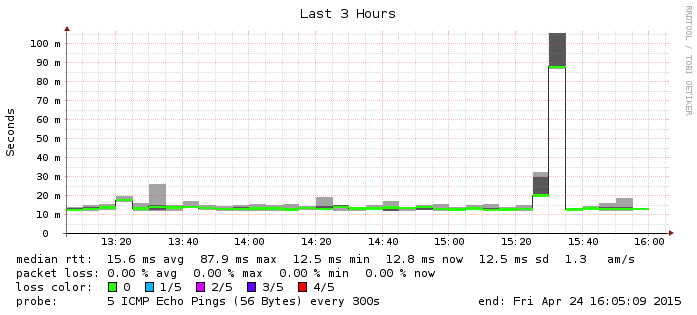 Last 3 Hours
RRDTOOL / TOBI OETIKER
Seconds
100 m
90 m
80 m
70 m
60 m
50 m
40 m
30 m
20 m
10 m
0
13:20 13:40 14:00 14:20 14:40 15:00 15:20 15:40 16:00
median rtt: 15.6 ms avg 87.9 ms max 12.5 ms min 12.8 ms now 12.5 ms sd 1.3 am/s
packet loss: 0.00 % avg 0.00 % max 0.00 % min 0.00 % now
loss color: 0 1/5 2/5 3/5 4/5
probe: 5 ICMP Echo Pings (56 Bytes) every 300s end: Fri Apr 24 16:05:09 2015